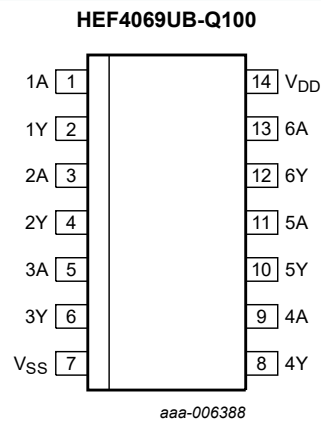 HEF4069UB-Q100
1A 1 14 VDD
1Y 2 13 6A
2A 3 12 6Y
2Y 4 11 5A
3A 5 10 5Y
3Y 6 9 4A
VSS 7 8 4Y
aaa-006388